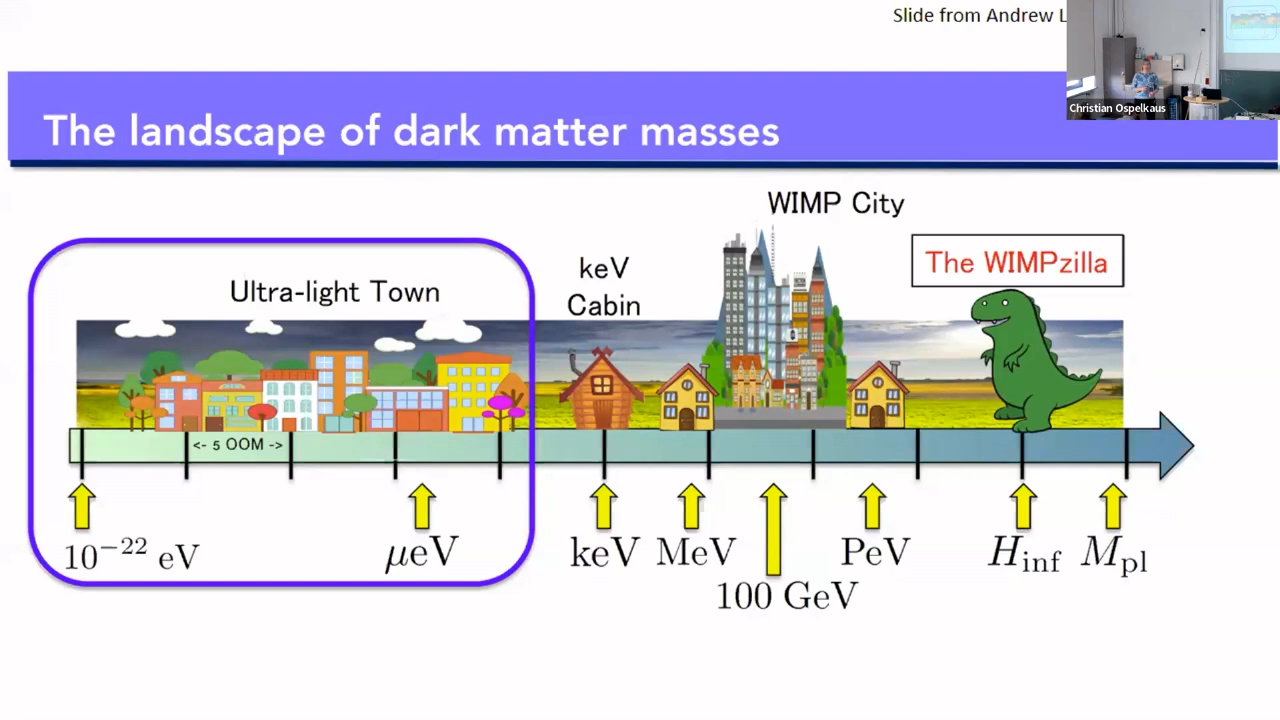 Slide from Andrew L
Christian Ospelkaus
The landscape of dark matter masses
WIMP City
The WIMPzilla
keV
Cabin
Ultra-light Town
<- 5 OOM ->
10⁻²² eV
μeV
keV
MeV
100 GeV
PeV
H_inf
M_pl